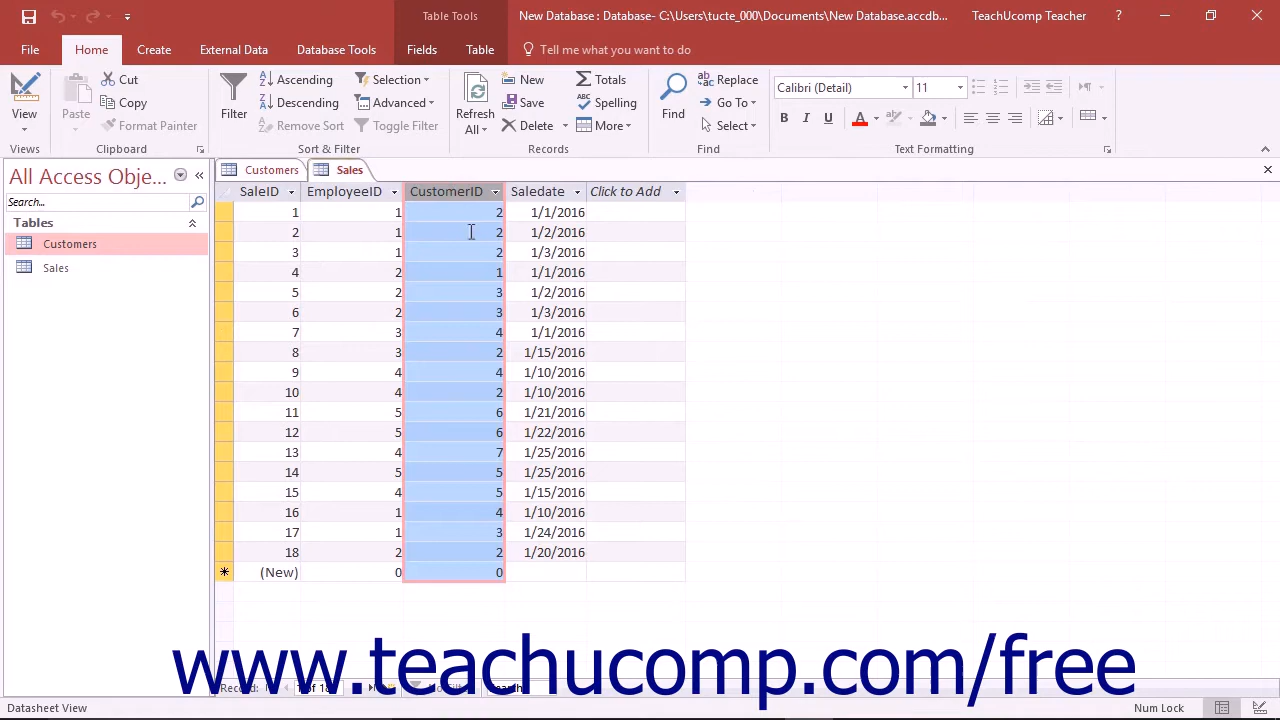 Table Tools New Database : Database- C:\Users\tucte_000\Documents\New Database.accdb... TeachUcomp Teacher ?
File Home Create External Data Database Tools Fields Table Tell me what you want to do
View Paste Cut Copy Format Painter
Filter Ascending Descending Remove Sort Selection Advanced Toggle Filter
Refresh All New Save Delete Totals Spelling More
Find Replace Go To Select
Calibri (Detail) 11
B I U A
Views Clipboard Sort & Filter Records Find Text Formatting
All Access Obje... «
Search...
Tables
Customers
Sales
Customers Sales
SaleID EmployeeID CustomerID Saledate Click to Add
1 1 2 1/1/2016
2 1 2 1/2/2016
3 1 2 1/3/2016
4 2 1 1/1/2016
5 2 3 1/2/2016
6 2 3 1/3/2016
7 3 4 1/1/2016
8 3 2 1/15/2016
9 4 4 1/10/2016
10 4 2 1/10/2016
11 5 6 1/21/2016
12 5 6 1/22/2016
13 4 7 1/25/2016
14 5 5 1/25/2016
15 4 5 1/15/2016
16 1 4 1/10/2016
17 1 3 1/24/2016
18 2 2 1/20/2016
(New) 0 0
www.teachucomp.com/free
Record:
Datasheet View Num Lock